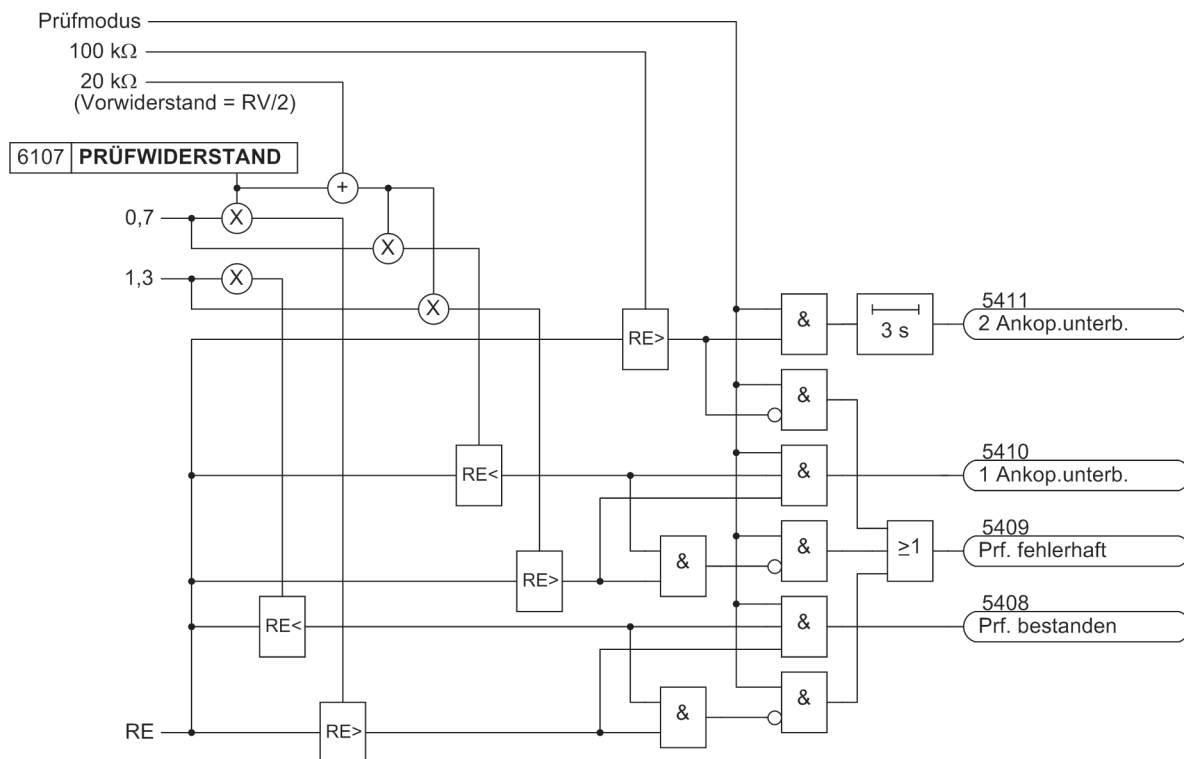 Prüfmodus
100 kΩ
20 kΩ
(Vorwiderstand = RV/2)
6107 PRÜFWIDERSTAND
+
0,7
X
X
1,3
X
X
RE>
&
3 s
5411
2 Ankop.unterb.
&
RE<
&
5410
1 Ankop.unterb.
RE>
&
&
≥1
5409
Prf. fehlerhaft
RE<
&
5408
Prf. bestanden
RE
RE>
&
&